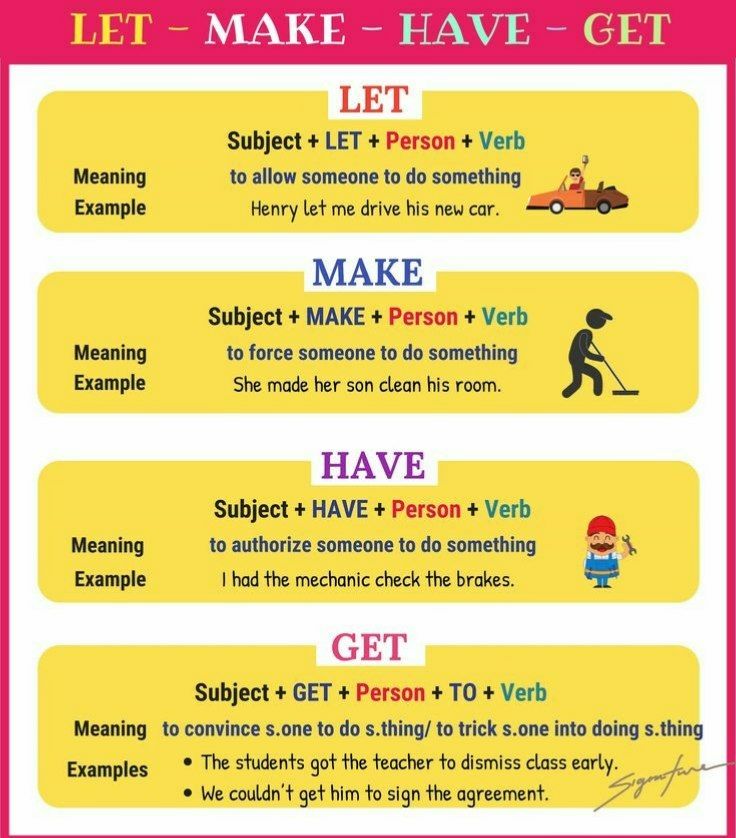 LET – MAKE – HAVE – GET
LET
Subject + LET + Person + Verb
Meaning to allow someone to do something
Example Henry let me drive his new car.
MAKE
Subject + MAKE + Person + Verb
Meaning to force someone to do something
Example She made her son clean his room.
HAVE
Subject + HAVE + Person + Verb
Meaning to authorize someone to do something
Example I had the mechanic check the brakes.
GET
Subject + GET + Person + TO + Verb
Meaning to convince s.one to do s.thing/ to trick s.one into doing s.thing
Examples • The students got the teacher to dismiss class early.
• We couldn't get him to sign the agreement.
Signature